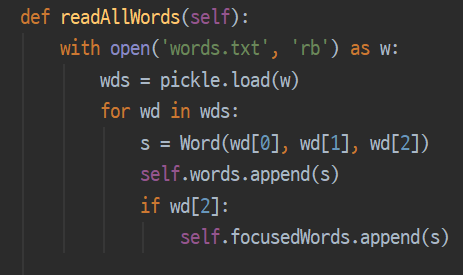 def readAllWords(self):
    with open('words.txt', 'rb') as w:
        wds = pickle.load(w)
        for wd in wds:
            s = Word(wd[0], wd[1], wd[2])
            self.words.append(s)
            if wd[2]:
                self.focusedWords.append(s)